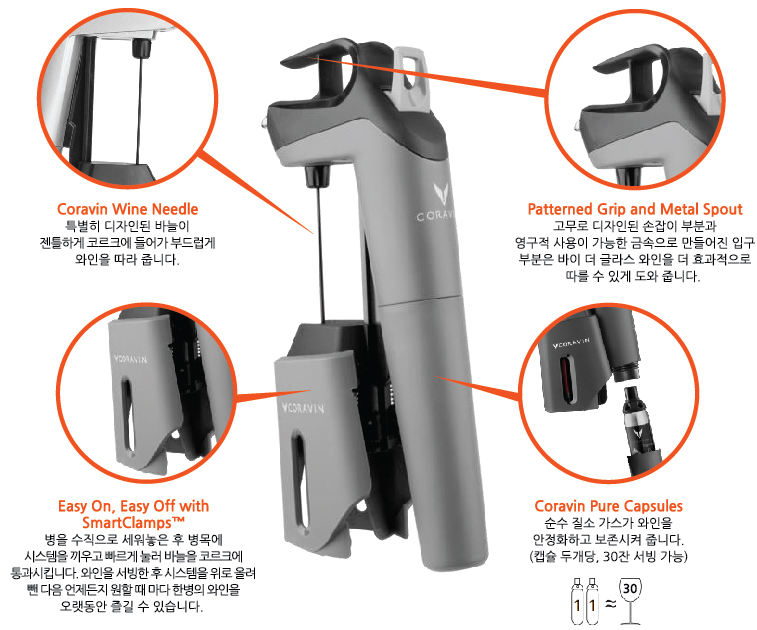 CORAVIN
Coravin Wine Needle
특별히 디자인된 바늘이
젠틀하게 코르크에 들어가 부드럽게
와인을 따라 줍니다.
Patterned Grip and Metal Spout
고무로 디자인된 손잡이 부분과
영구적 사용이 가능한 금속으로 만들어진 입구
부분은 바이 더 글라스 와인을 더 효과적으로
따를 수 있게 도와 줍니다.
CORAVIN
CORAVIN
CORAVIN
Easy On, Easy Off with
SmartClamps™
병을 수직으로 세워놓은 후 병목에
시스템을 끼우고 빠르게 눌러 바늘을 코르크에
통과시킵니다. 와인을 서빙한 후 시스템을 위로 올려
뺀 다음 언제든지 원할 때 마다 한병의 와인을
오랫동안 즐길 수 있습니다.
Coravin Pure Capsules
순수 질소 가스가 와인을
안정화하고 보존시켜 줍니다.
(캡슐 두개당, 30잔 서빙 가능)
1 1 ≈ 30